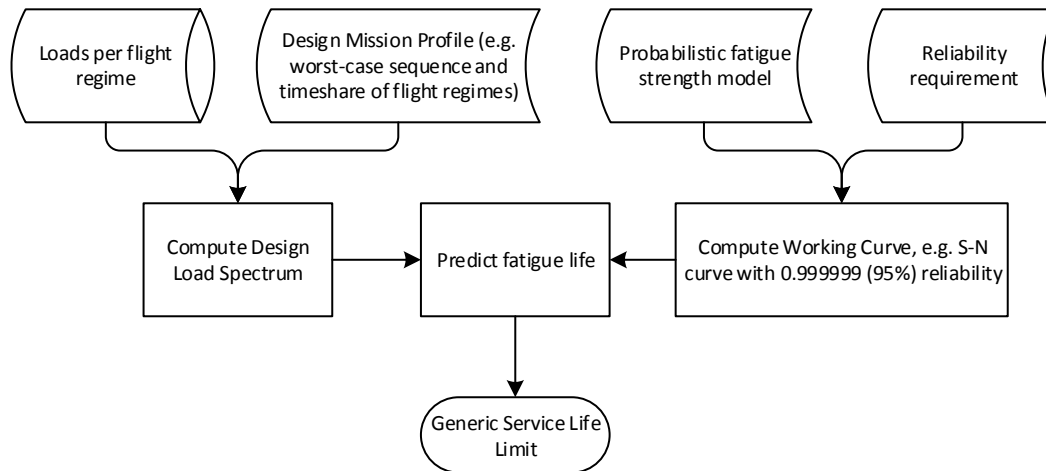 Loads per flight
regime
Design Mission Profile (e.g.
worst-case sequence and
timeshare of flight regimes)
Probabilistic fatigue
strength model
Reliability
requirement
Compute Design
Load Spectrum
Predict fatigue life
Compute Working Curve, e.g. S-N
curve with 0.999999 (95%) reliability
Generic Service Life
Limit